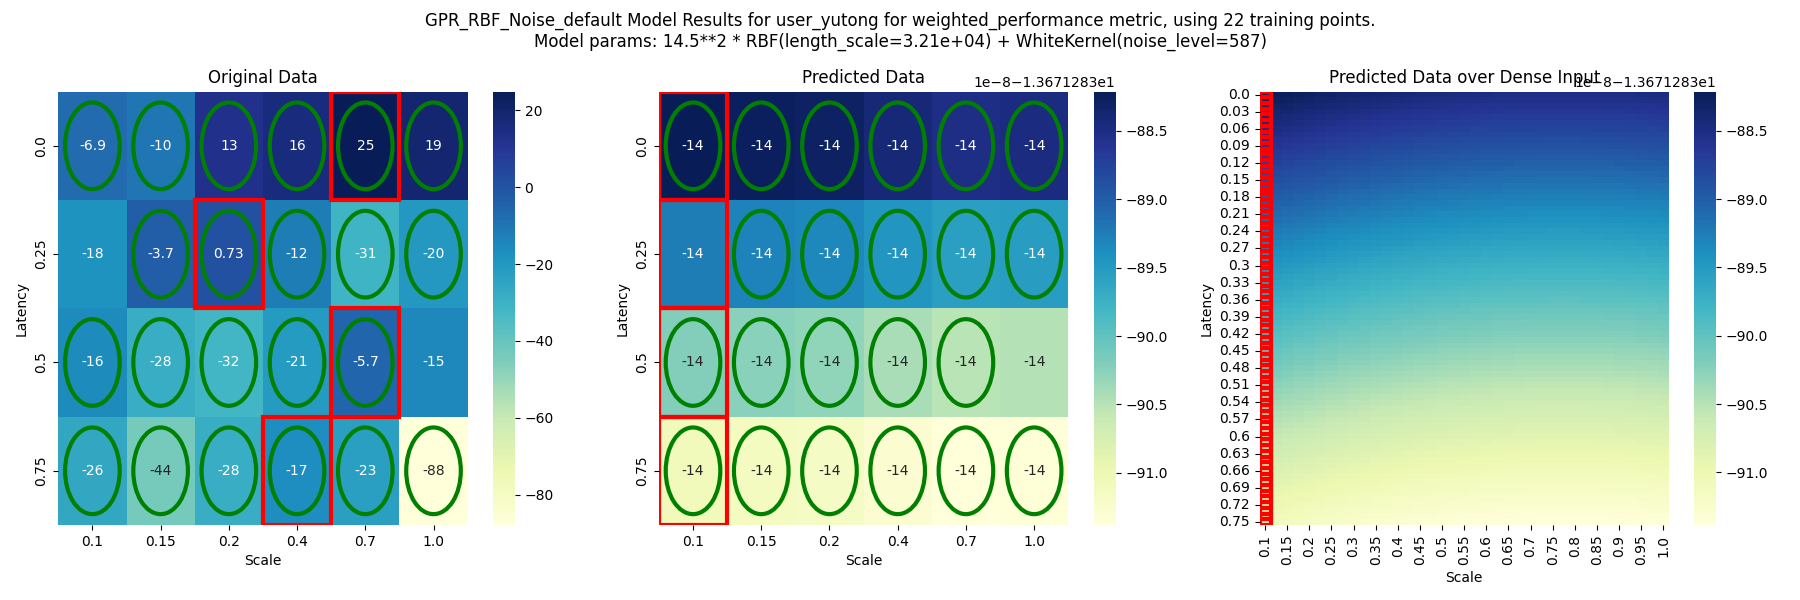 GPR_RBF_Noise_default Model Results for user_yutong for weighted_performance metric, using 22 training points.
Model params: 14.5**2 * RBF(length_scale=3.21e+04) + WhiteKernel(noise_level=587)
Original Data
Latency
0.0
0.25
0.5
0.75
-6.9 -10 13 16 25 19
-18 -3.7 0.73 -12 -31 -20
-16 -28 -32 -21 -5.7 -15
-26 -44 -28 -17 -23 -88
0.1 0.15 0.2 0.4 0.7 1.0
Scale
20
0
−20
−40
−60
−80
Predicted Data
1e−8−1.3671283e1
Latency
0.0
0.25
0.5
0.75
-14 -14 -14 -14 -14 -14
-14 -14 -14 -14 -14 -14
-14 -14 -14 -14 -14 -14
-14 -14 -14 -14 -14 -14
0.1 0.15 0.2 0.4 0.7 1.0
Scale
−88.5
−89.0
−89.5
−90.0
−90.5
−91.0
Predicted Data over Dense Input
1e−8−1.3671283e1
Latency
0.0
0.03
0.06
0.09
0.12
0.15
0.18
0.21
0.24
0.27
0.3
0.33
0.36
0.39
0.42
0.45
0.48
0.51
0.54
0.57
0.6
0.63
0.66
0.69
0.72
0.75
0.1 0.15 0.2 0.25 0.3 0.35 0.4 0.45 0.5 0.55 0.6 0.65 0.7 0.75 0.8 0.85 0.9 0.95 1.0
Scale
−88.5
−89.0
−89.5
−90.0
−90.5
−91.0